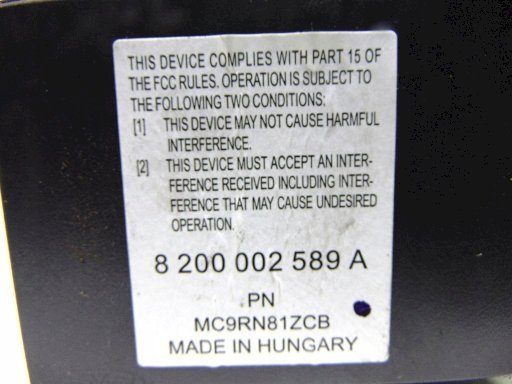 THIS DEVICE COMPLIES WITH PART 15 OF
THE FCC RULES. OPERATION IS SUBJECT TO
THE FOLLOWING TWO CONDITIONS:
[1] THIS DEVICE MAY NOT CAUSE HARMFUL
INTERFERENCE.
[2] THIS DEVICE MUST ACCEPT AN INTER-
FERENCE RECEIVED INCLUDING INTER-
FERENCE THAT MAY CAUSE UNDESIRED
OPERATION.
8 200 002 589 A
PN
MC9RN81ZCB
MADE IN HUNGARY